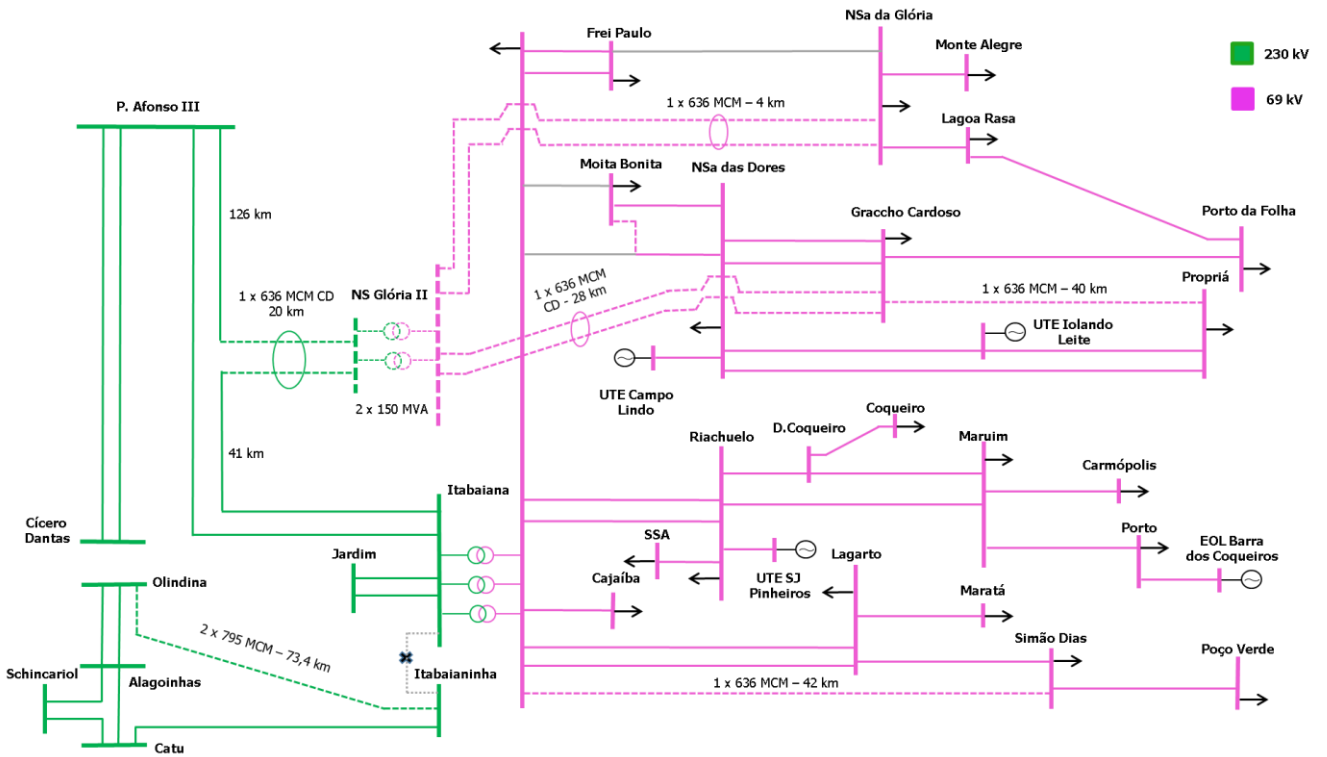 NSa da Glória
Frei Paulo
Monte Alegre
230 kV
69 kV
P. Afonso III
1 x 636 MCM – 4 km
Lagoa Rasa
Moita Bonita
NSa das Dores
126 km
Graccho Cardoso
Porto da Folha
1 x 636 MCM CD
20 km
NS Glória II
1 x 636 MCM
CD - 28 km
Propriá
1 x 636 MCM – 40 km
UTE Iolando
Leite
UTE Campo
Lindo
2 x 150 MVA
Coqueiro
D.Coqueiro
Riachuelo
Maruim
41 km
Carmópolis
Itabaiana
Cícero
Dantas
SSA
Porto
EOL Barra
dos Coqueiros
Jardim
Lagarto
Cajaíba
UTE SJ
Pinheiros
Olindina
Maratá
2 x 795 MCM – 73,4 km
Simão Dias
Poço Verde
Schincariol
Alagoinhas
Itabaianinha
1 x 636 MCM – 42 km
Catu